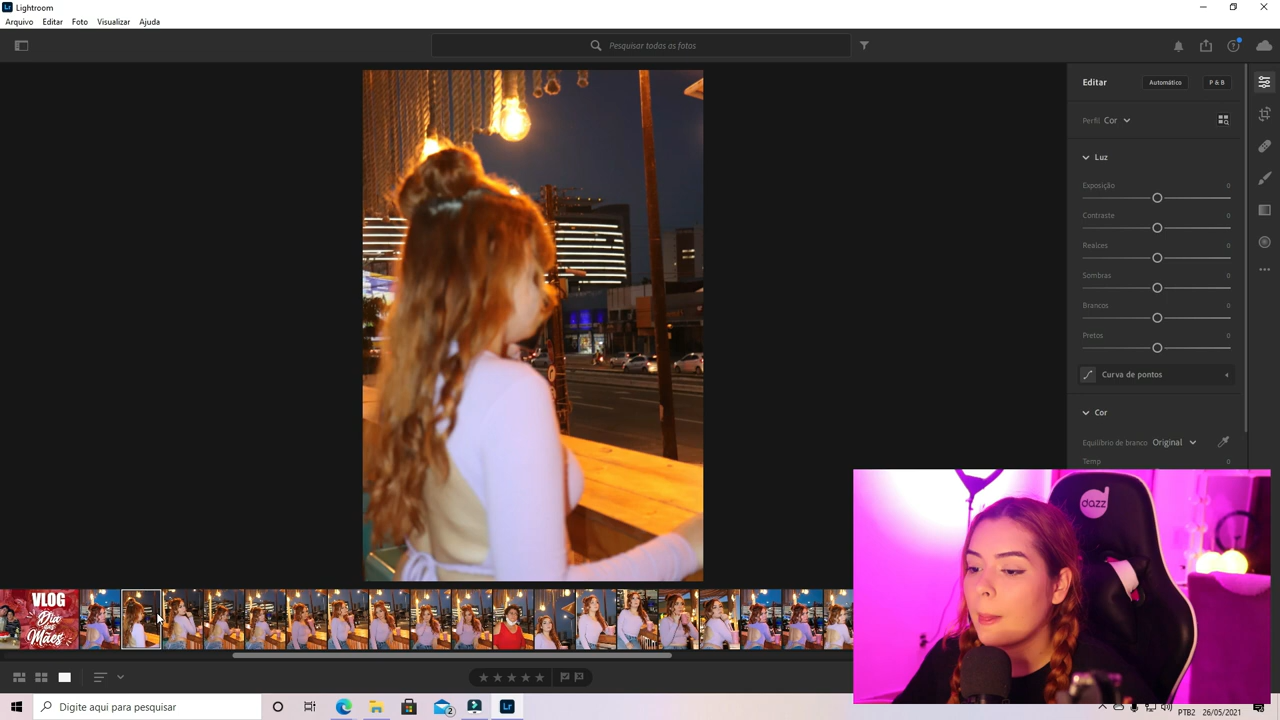 Lightroom
Arquivo Editar Foto Visualizar Ajuda
Pesquisar todas as fotos
Editar Automático P & B
Perfil Cor
Luz
Exposição 0
Contraste 0
Realces 0
Sombras 0
Brancos 0
Pretos 0
Curva de pontos
Cor
Equilíbrio de branco Original
Temp 0
dazz
VLOG
Dia
das
Mães
Digite aqui para pesquisar
2
Lr
PTB2 26/05/2021